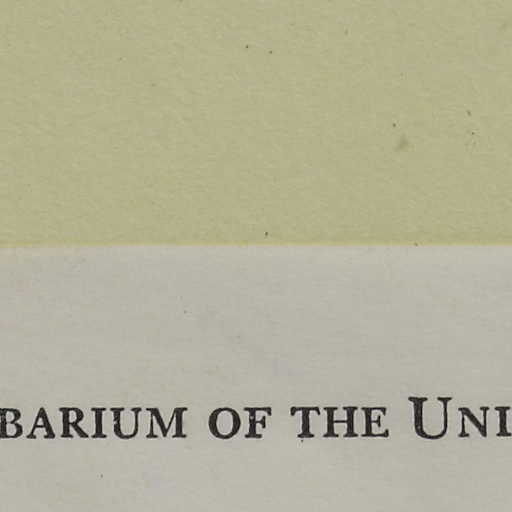 BARIUM OF THE UNI